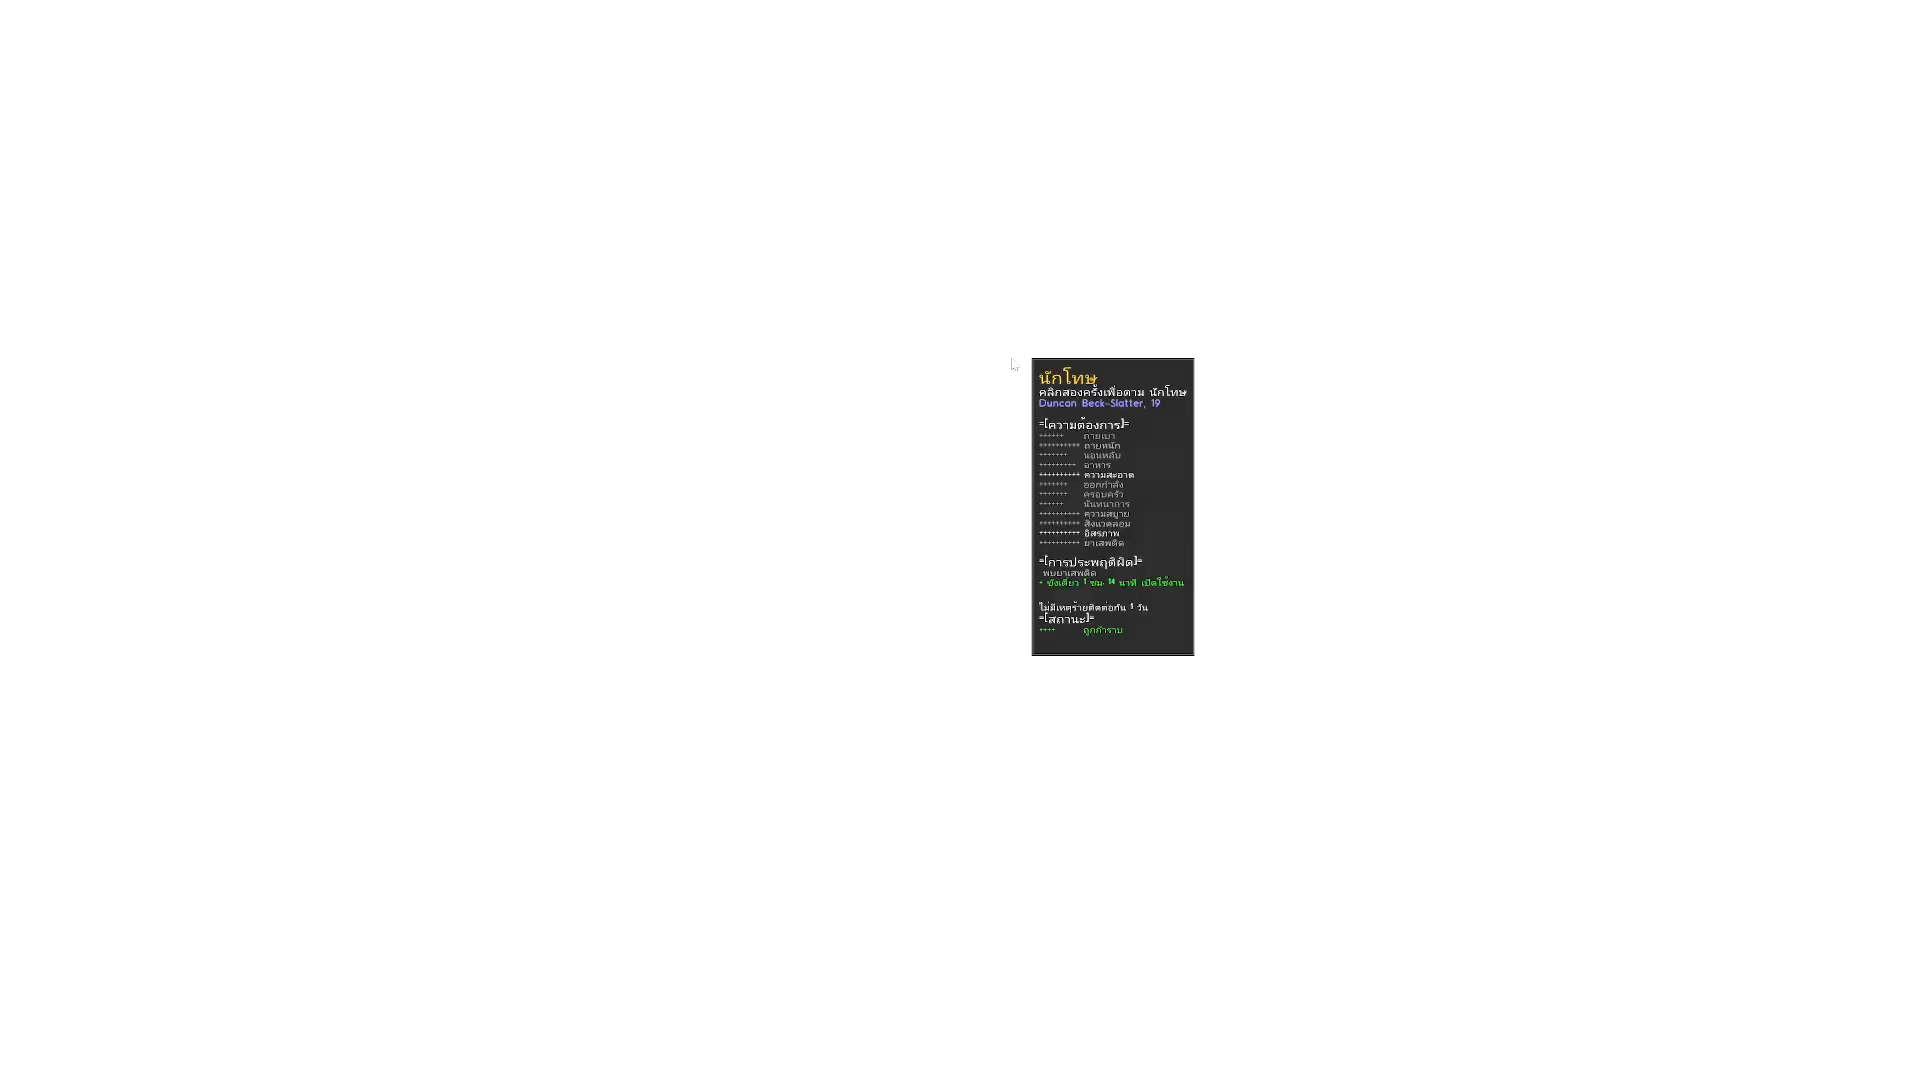 นักโทษ
คลิกสองครั้งเพื่อตาม นักโทษ
Duncan Beck-Slatter, 19
=[ความต้องการ]=
++++++ ถ่ายเบา
++++++++++ ถ่ายหนัก
+++++++ นอนหลับ
+++++++++ อาหาร
++++++++++ ความสะอาด
+++++++ ออกกำลัง
+++++++ ครอบครัว
++++++ นันทนาการ
++++++++++ ความสบาย
++++++++++ สิ่งแวดล้อม
++++++++++ อิสรภาพ
++++++++++ ยาเสพติด
=[การประพฤติผิด]=
พบยาเสพติด
+ ขังเดี่ยว 1 ชม. 14 นาที เปิดใช้งาน
ไม่มีเหตุร้ายติดต่อกัน 1 วัน
=[สถานะ]=
++++ ถูกกำราบ